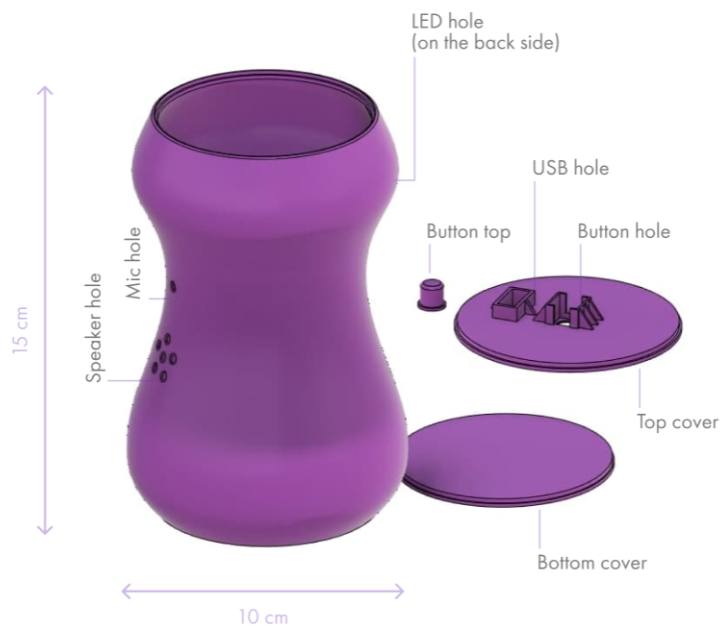 LED hole
(on the back side)
USB hole
Button top
Button hole
Mic hole
Speaker hole
15 cm
Top cover
Bottom cover
10 cm